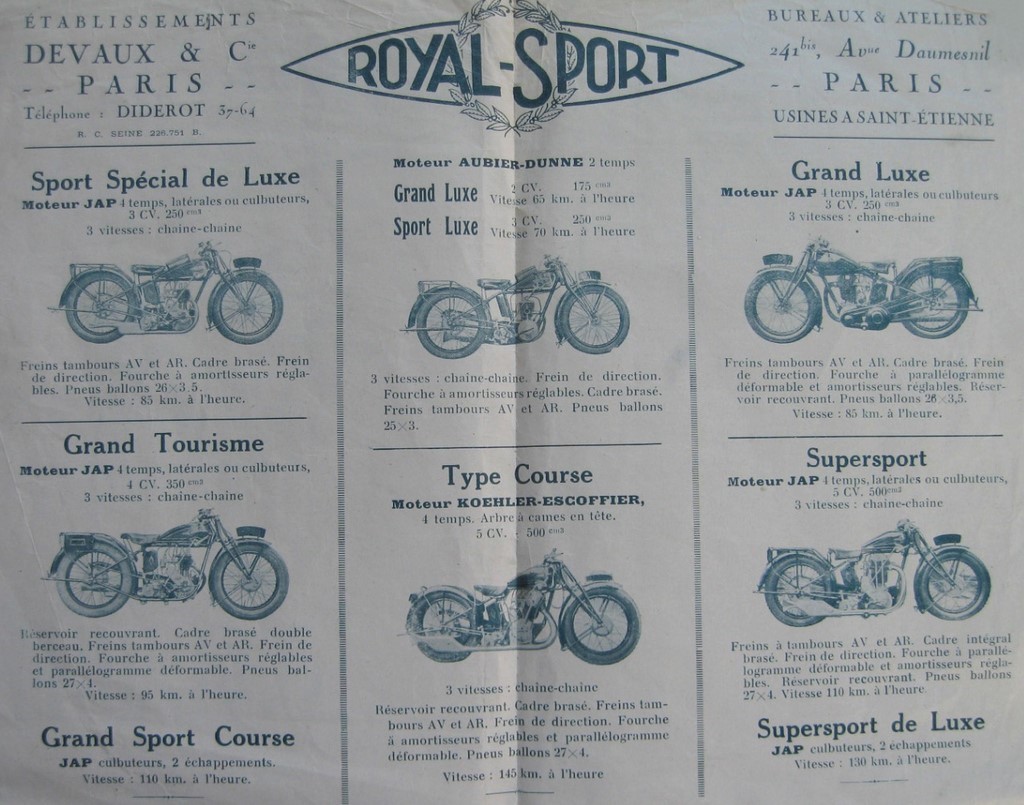 ÉTABLISSEMENTS
DEVAUX & Cie
-- PARIS --
Téléphone : DIDEROT 37-64
R. C. SEINE 226.751 B.
ROYAL-SPORT
BUREAUX & ATELIERS
241bis, Avue Daumesnil
-- PARIS --
USINES A SAINT-ÉTIENNE
Sport Spécial de Luxe
Moteur JAP 4 temps, latérales ou culbuteurs,
3 CV. 250 cm3
3 vitesses : chaine-chaine
Freins tambours AV et AR. Cadre brasé. Frein
de direction. Fourche à amortisseurs régla-
bles. Pneus ballons 26×3,5.
Vitesse : 85 km. à l'heure.
Grand Tourisme
Moteur JAP 4 temps, latérales ou culbuteurs,
4 CV. 350 cm3
3 vitesses : chaine-chaine
Réservoir recouvrant. Cadre brasé double
berceau. Freins tambours AV et AR. Frein de
direction. Fourche à amortisseurs réglables
et parallélogramme déformable. Pneus bal-
lons 27×4.
Vitesse : 95 km. à l'heure.
Grand Sport Course
JAP culbuteurs, 2 échappements.
Vitesse : 110 km. à l'heure.
Moteur AUBIER-DUNNE 2 temps
Grand Luxe 2 CV. 175 cm3
Vitesse 65 km. à l'heure
Sport Luxe 3 CV. 250 cm3
Vitesse 70 km. à l'heure
3 vitesses : chaine-chaine. Frein de direction.
Fourche à amortisseurs réglables. Cadre brasé.
Freins tambours AV et AR. Pneus ballons
25×3.
Type Course
Moteur KOEHLER-ESCOFFIER,
4 temps. Arbre à cames en tête.
5 CV. - 500 cm3
3 vitesses : chaine-chaine
Réservoir recouvrant. Cadre brasé. Freins tam-
bours AV et AR. Frein de direction. Fourche
à amortisseurs réglables et parallélogramme
déformable. Pneus ballons 27×4.
Vitesse : 145 km. à l'heure
Grand Luxe
Moteur JAP 4 temps, latérales ou culbuteurs
3 CV. 250 cm3
3 vitesses : chaine-chaine
Freins tambours AV et AR. Cadre brasé. Frein
de direction. Fourche à parallélogramme
déformable et amortisseurs réglables. Réser-
voir recouvrant. Pneus ballons 26×3,5.
Vitesse : 85 km. à l'heure.
Supersport
Moteur JAP 4 temps, latérales ou culbuteurs,
5 CV. 500cm3
3 vitesses : chaine-chaine
Freins à tambours AV et AR. Cadre intégral
brasé. Frein de direction. Fourche à parallé-
logramme déformable et amortisseurs régla-
bles. Réservoir recouvrant. Pneus ballons
27×4. Vitesse 110 km. à l'heure.
Supersport de Luxe
JAP culbuteurs, 2 échappements
Vitesse : 130 km. à l'heure.